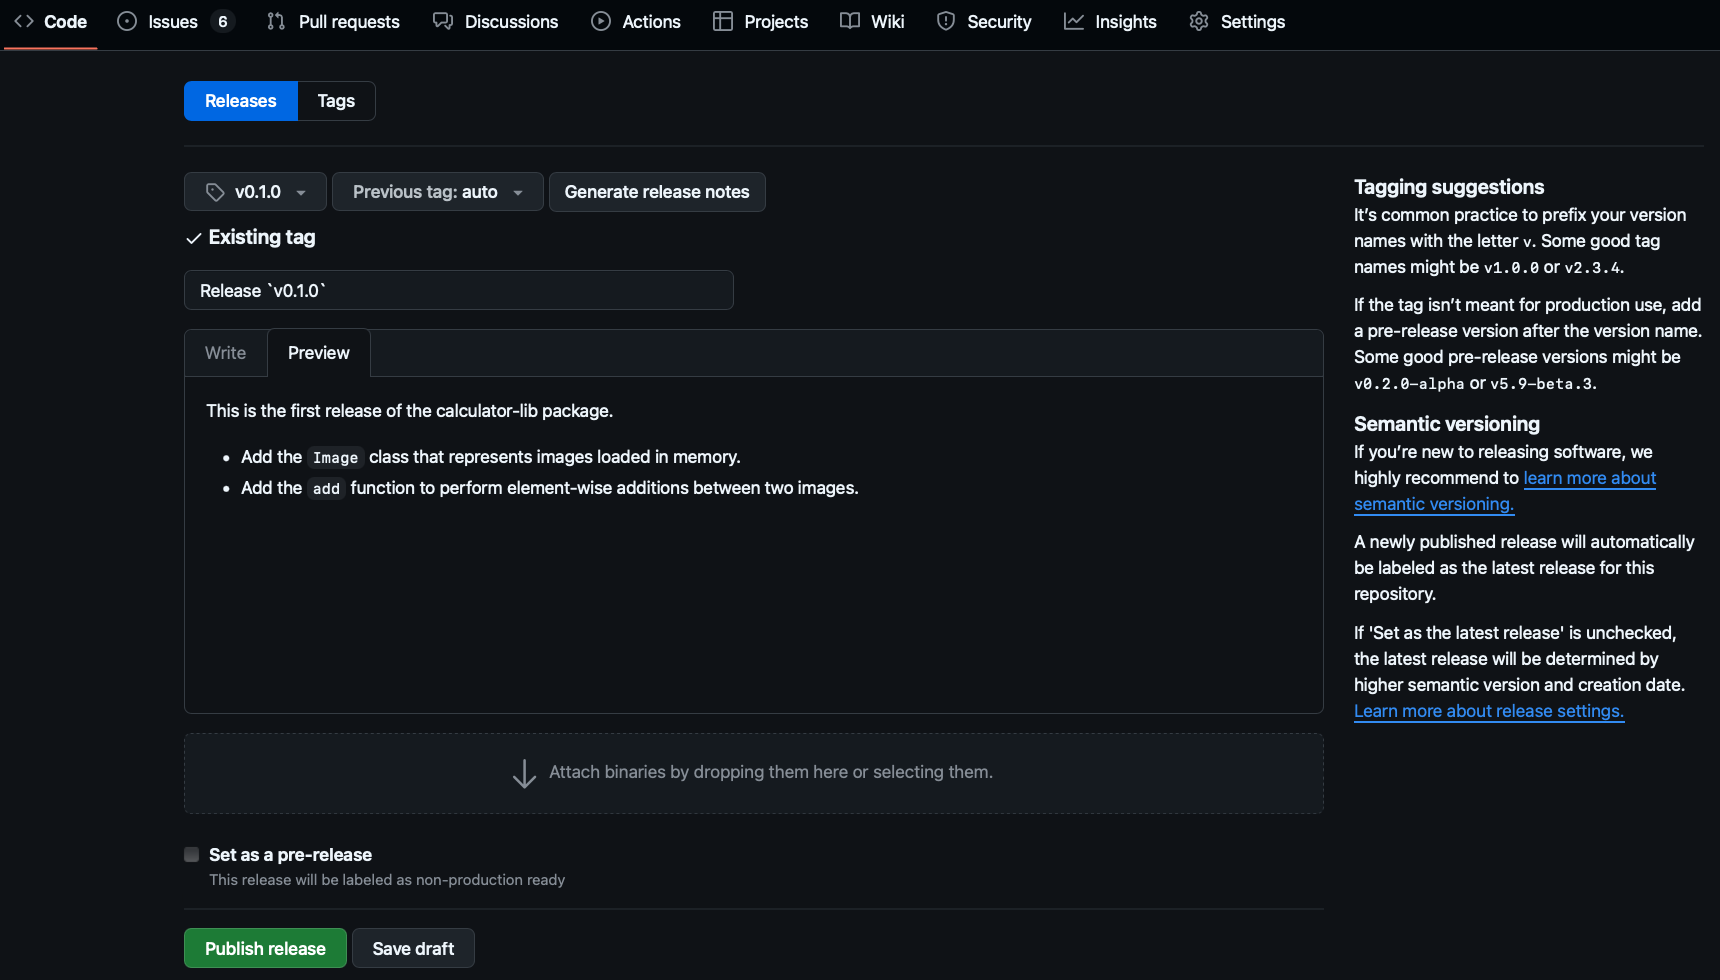 Code Issues 6 Pull requests Discussions Actions Projects Wiki Security Insights Settings
Releases Tags
v0.1.0 Previous tag: auto Generate release notes
Existing tag
Release `v0.1.0`
Write Preview
This is the first release of the calculator-lib package.
• Add the Image class that represents images loaded in memory.
• Add the add function to perform element-wise additions between two images.
Attach binaries by dropping them here or selecting them.
Set as a pre-release
This release will be labeled as non-production ready
Publish release Save draft
Tagging suggestions
It’s common practice to prefix your version
names with the letter v. Some good tag
names might be v1.0.0 or v2.3.4.
If the tag isn’t meant for production use, add
a pre-release version after the version name.
Some good pre-release versions might be
v0.2.0-alpha or v5.9-beta.3.
Semantic versioning
If you’re new to releasing software, we
highly recommend to learn more about
semantic versioning.
A newly published release will automatically
be labeled as the latest release for this
repository.
If 'Set as the latest release' is unchecked,
the latest release will be determined by
higher semantic version and creation date.
Learn more about release settings.